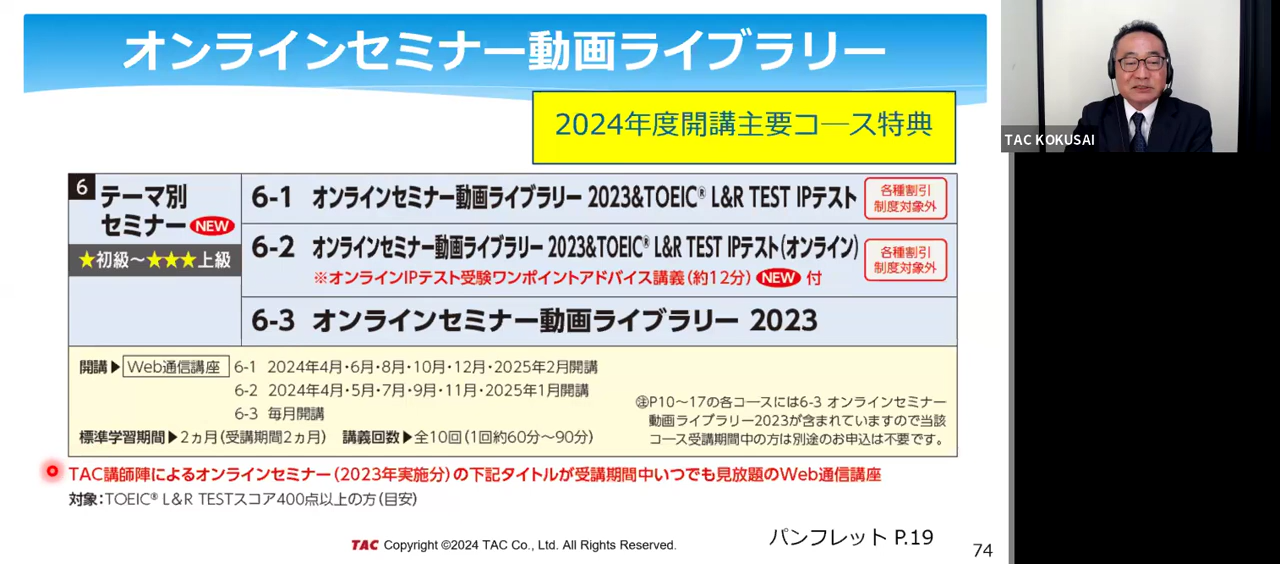 オンラインセミナー動画ライブラリー
2024年度開講主要コース特典
TAC KOKUSAI
6 テーマ別
セミナー NEW
★初級～★★★上級
6-1 オンラインセミナー動画ライブラリー 2023&TOEIC® L&R TEST IPテスト
各種割引
制度対象外
6-2 オンラインセミナー動画ライブラリー 2023&TOEIC® L&R TEST IPテスト(オンライン)
※オンラインIPテスト受験ワンポイントアドバイス講義(約12分) NEW 付
各種割引
制度対象外
6-3 オンラインセミナー動画ライブラリー 2023
開講▶ Web通信講座 6-1 2024年4月・6月・8月・10月・12月・2025年2月開講
6-2 2024年4月・5月・7月・9月・11月・2025年1月開講
6-3 毎月開講
標準学習期間▶2ヵ月(受講期間2ヵ月) 講義回数▶全10回(1回約60分～90分)
㊟P10～17の各コースには6-3 オンラインセミナー
動画ライブラリー2023が含まれていますので当該
コース受講期間中の方は別途のお申込は不要です。
TAC講師陣によるオンラインセミナー(2023年実施分)の下記タイトルが受講期間中いつでも見放題のWeb通信講座
対象:TOEIC® L&R TESTスコア400点以上の方(目安)
パンフレット P.19
TAC Copyright ©2024 TAC Co., Ltd. All Rights Reserved.
74